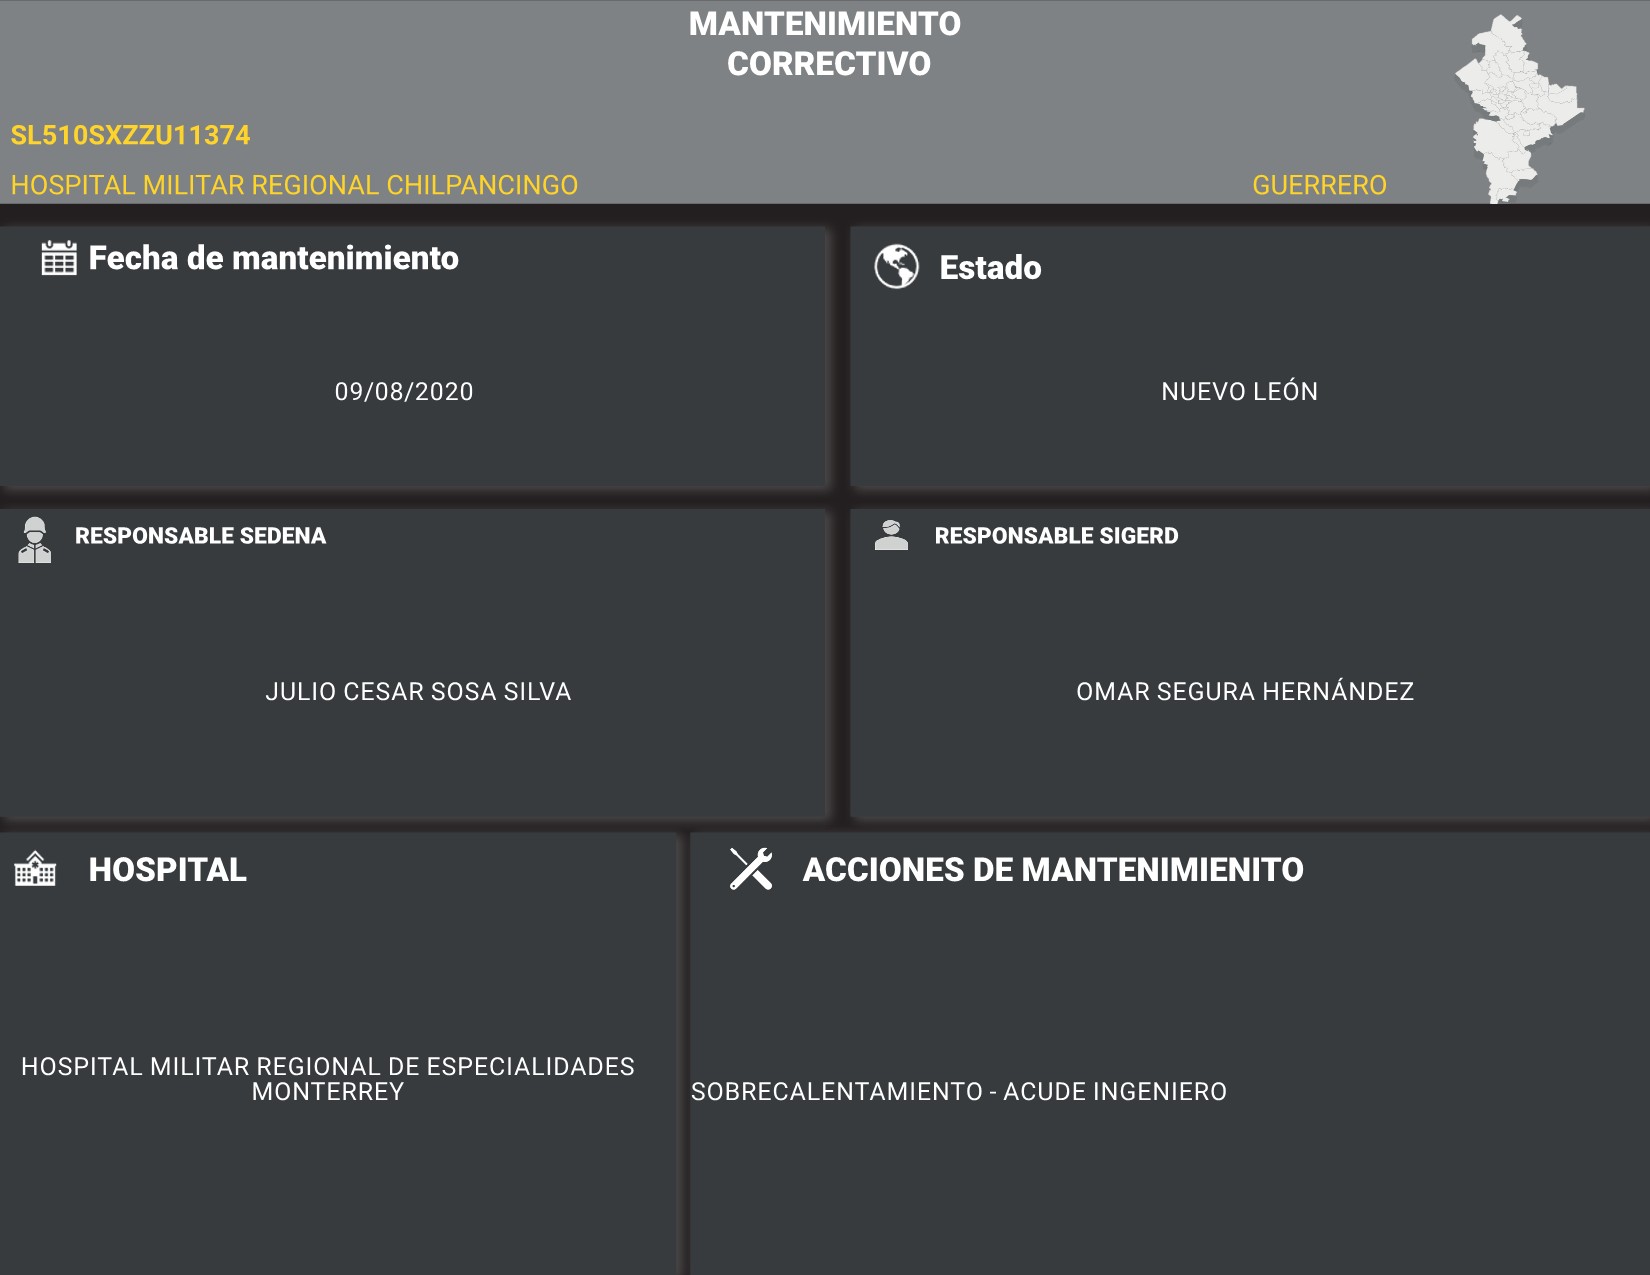 MANTENIMIENTO
CORRECTIVO
SL510SXZZU11374
HOSPITAL MILITAR REGIONAL CHILPANCINGO
GUERRERO
Fecha de mantenimiento
09/08/2020
Estado
NUEVO LEÓN
RESPONSABLE SEDENA
JULIO CESAR SOSA SILVA
RESPONSABLE SIGERD
OMAR SEGURA HERNÁNDEZ
HOSPITAL
HOSPITAL MILITAR REGIONAL DE ESPECIALIDADES
MONTERREY
ACCIONES DE MANTENIMIENITO
SOBRECALENTAMIENTO - ACUDE INGENIERO